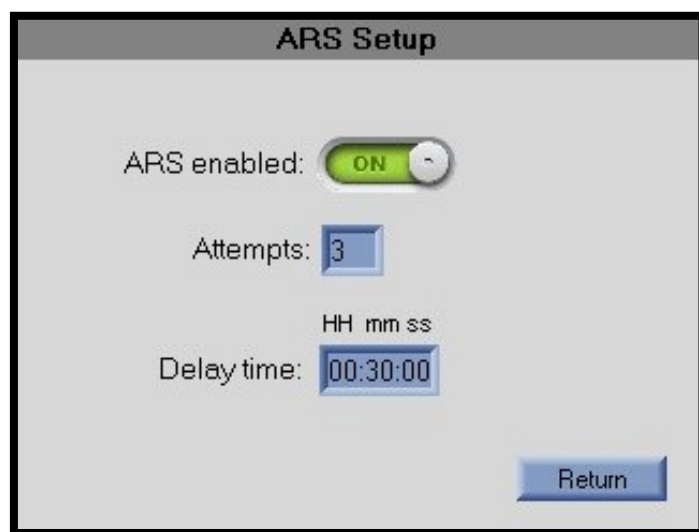 ARS Setup
ARS enabled: ON
Attempts: 3
HH mm ss
Delay time: 00:30:00
Return